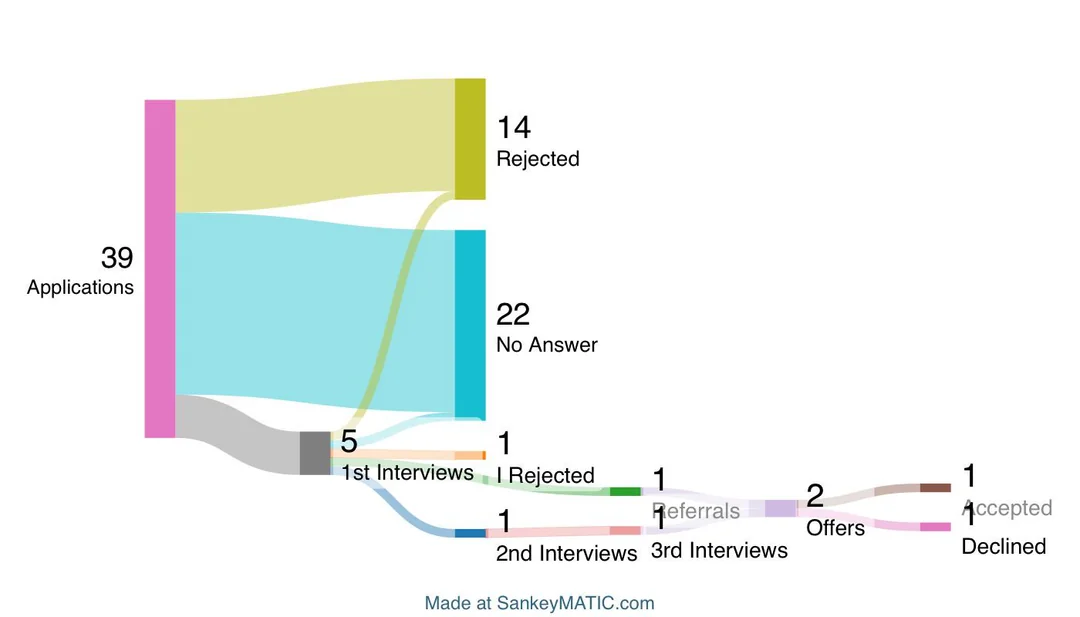 14
Rejected
39
Applications
22
No Answer
5
1st Interviews
1
I Rejected
1
Referrals
1
2nd Interviews
1
3rd Interviews
2
Offers
1
Accepted
1
Declined
Made at SankeyMATIC.com